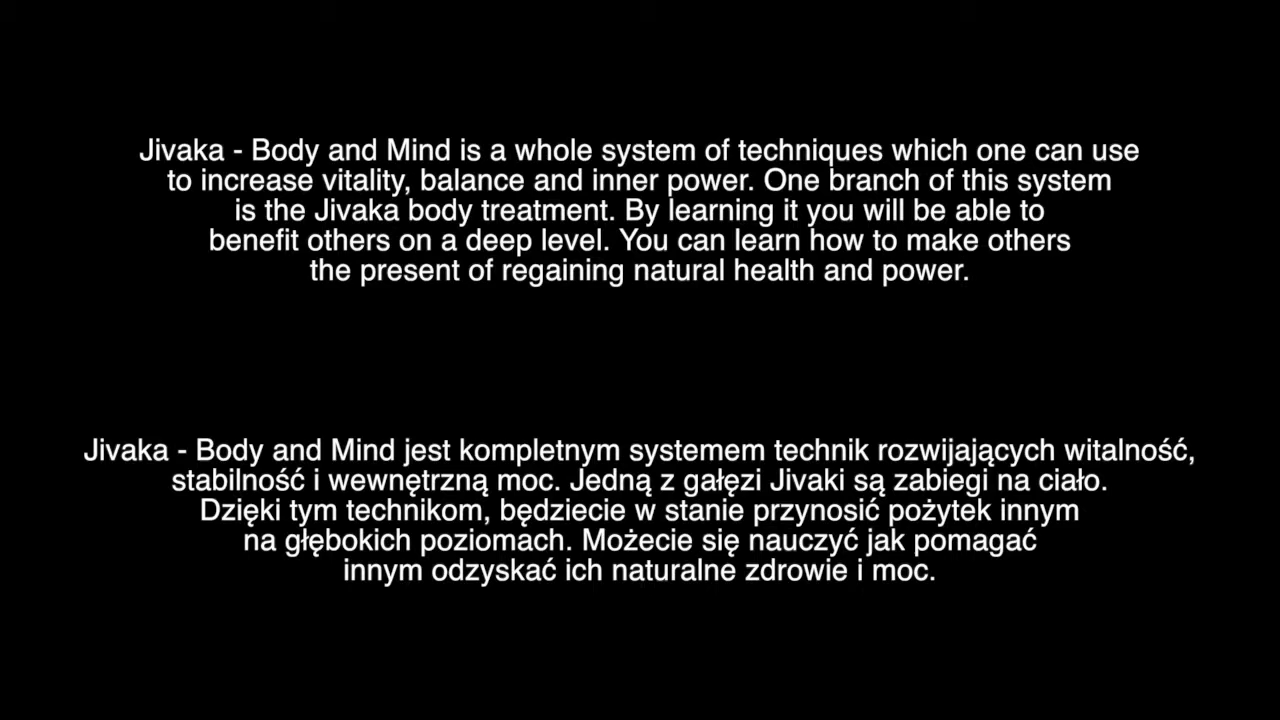 Jivaka - Body and Mind is a whole system of techniques which one can use
to increase vitality, balance and inner power. One branch of this system
is the Jivaka body treatment. By learning it you will be able to
benefit others on a deep level. You can learn how to make others
the present of regaining natural health and power.
Jivaka - Body and Mind jest kompletnym systemem technik rozwijających witalność,
stabilność i wewnętrzną moc. Jedną z gałęzi Jivaki są zabiegi na ciało.
Dzięki tym technikom, będziecie w stanie przynosić pożytek innym
na głębokich poziomach. Możecie się nauczyć jak pomagać
innym odzyskać ich naturalne zdrowie i moc.